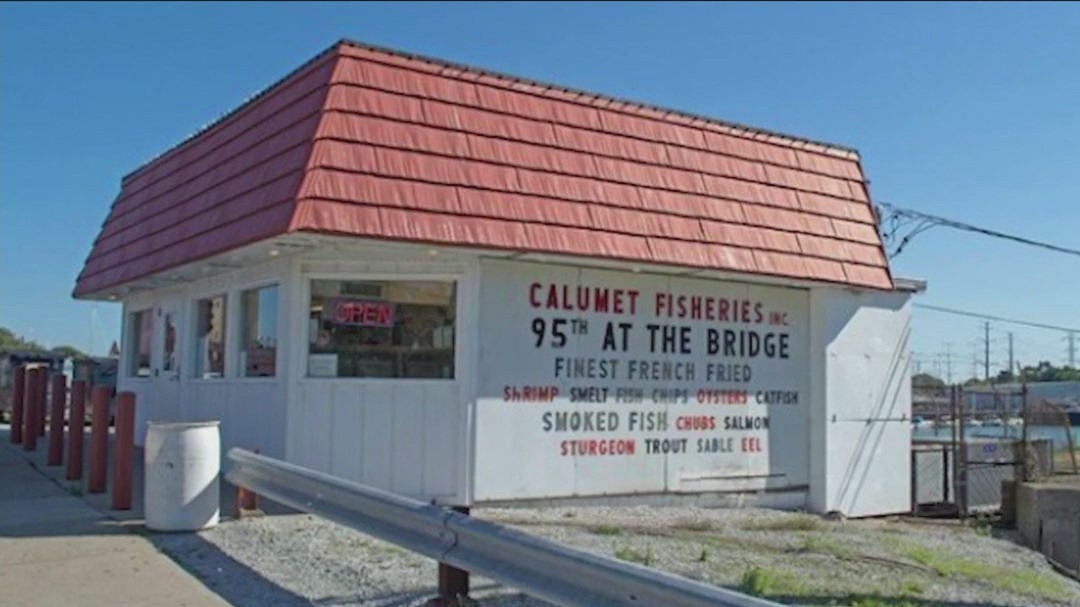 OPEN
CALUMET FISHERIES INC.
95TH AT THE BRIDGE
FINEST FRENCH FRIED
ShRIMP SMELT FISH CHIPS OYSTERS CATFISH
SMOKED FISH CHUBS SALMON
STURGEON TROUT SABLE EEL